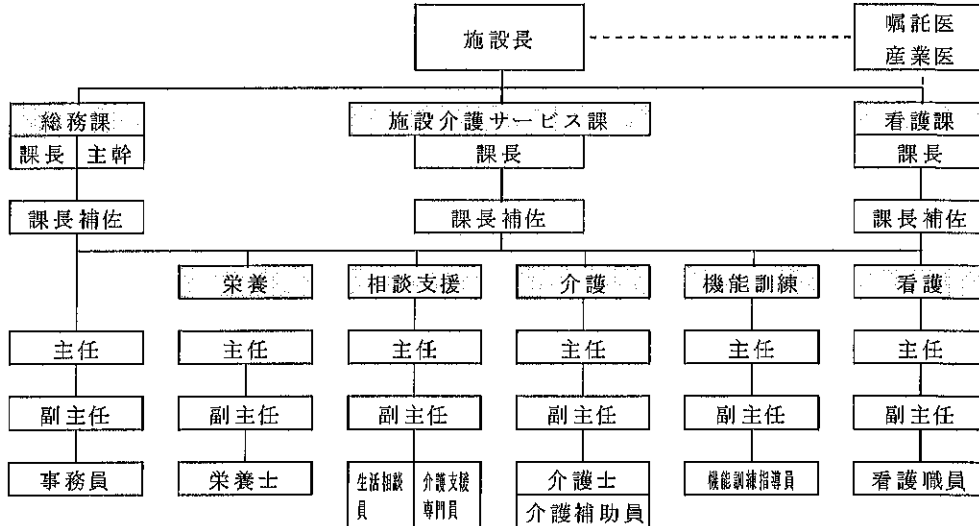 施設長
嘱託医
産業医
総務課
施設介護サービス課
看護課
課長 主幹
課長
課長
課長補佐
課長補佐
課長補佐
栄養
相談支援
介護
機能訓練
看護
主任
主任
主任
主任
主任
主任
副主任
副主任
副主任
副主任
副主任
副主任
事務員
栄養士
生活相談
員
介護支援
専門員
介護士
介護補助員
機能訓練指導員
看護職員